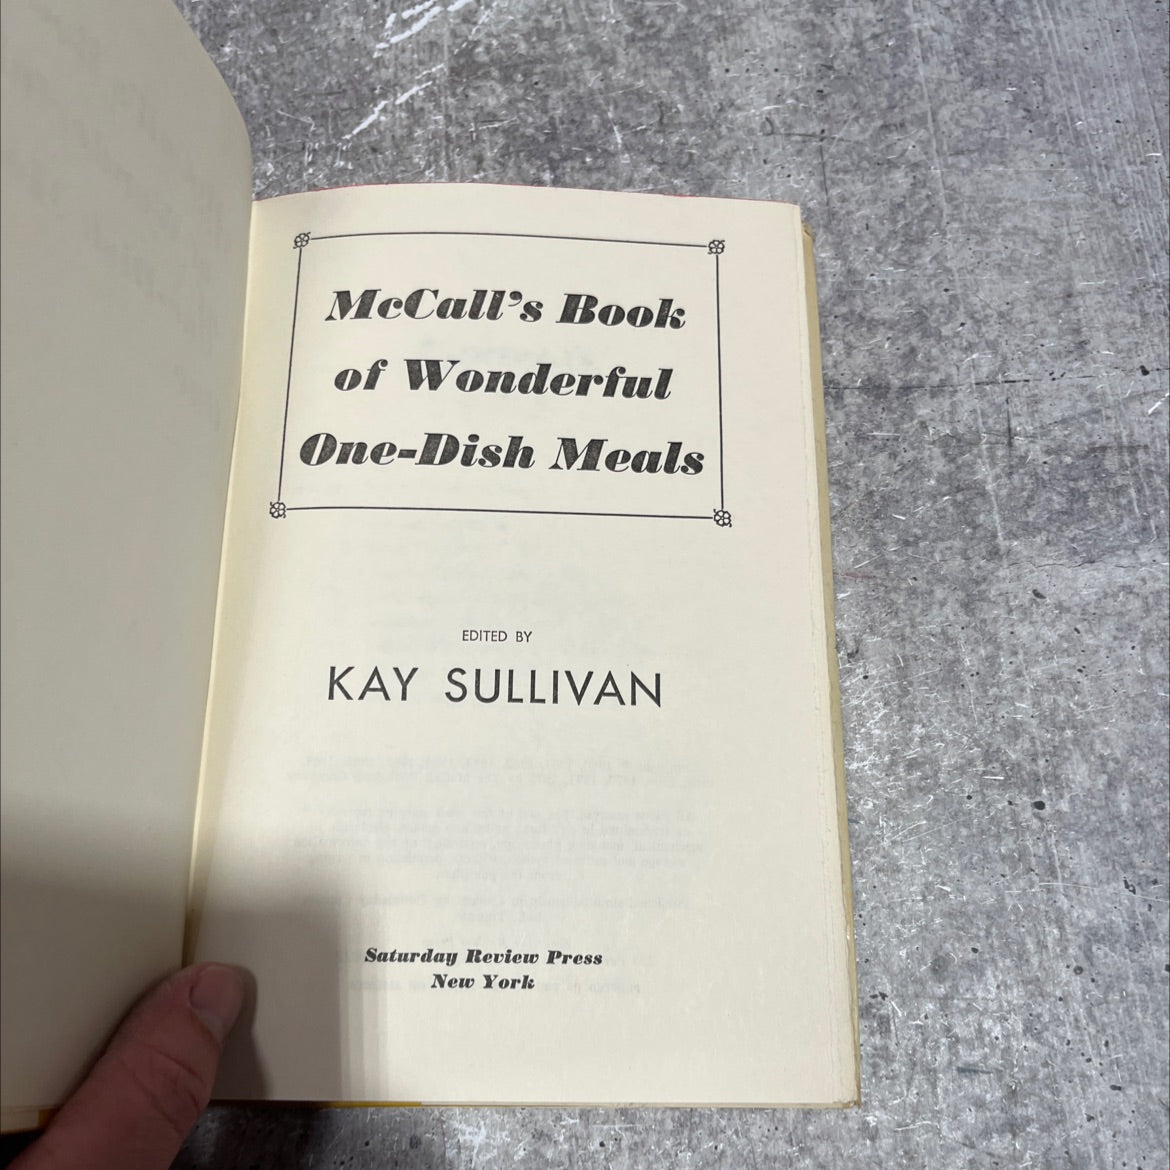 McCall's Book
of Wonderful
One-Dish Meals
EDITED BY
KAY SULLIVAN
Saturday Review Press
New York